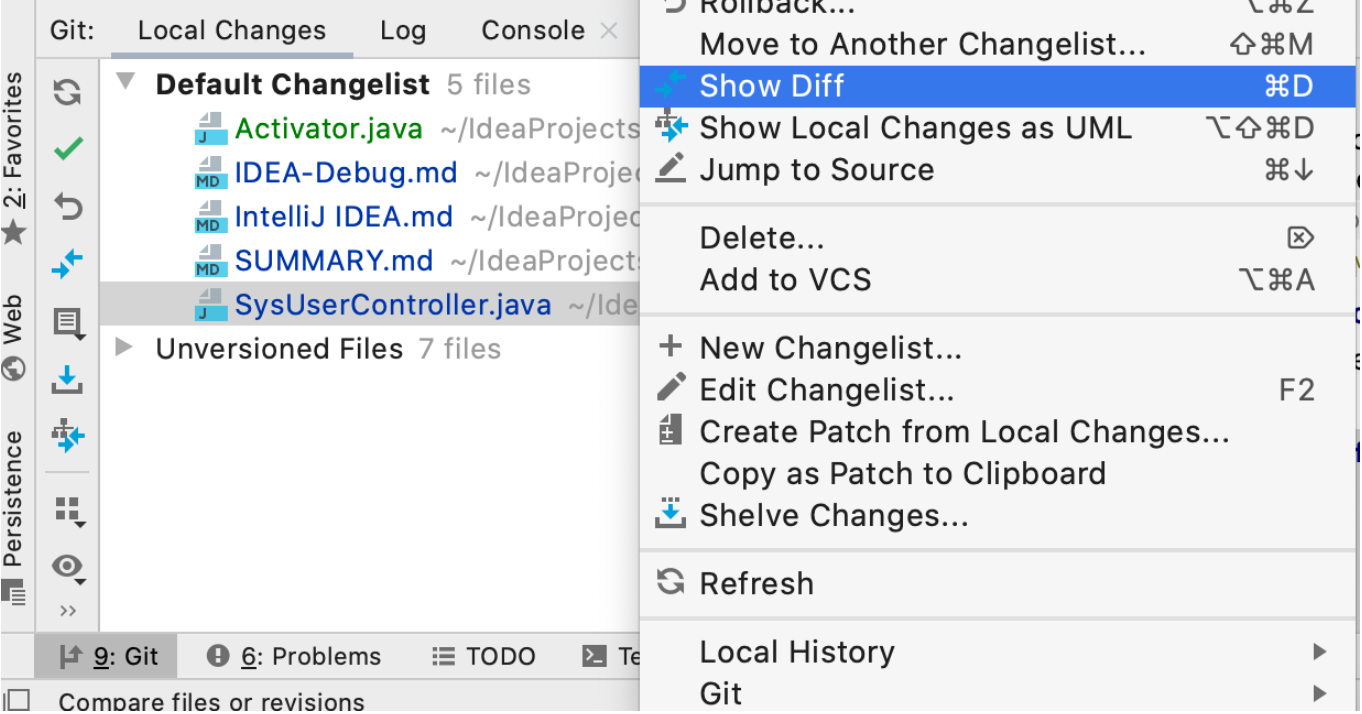 Git: Local Changes Log Console
2: Favorites
Web
Persistence
Default Changelist 5 files
Activator.java ~/IdeaProjects
IDEA-Debug.md ~/IdeaProjec
IntelliJ IDEA.md ~/IdeaProjec
SUMMARY.md ~/IdeaProjects
SysUserController.java ~/Ide
Unversioned Files 7 files
Rollback... ⌥⌘Z
Move to Another Changelist... ⇧⌘M
Show Diff ⌘D
Show Local Changes as UML ⌥⇧⌘D
Jump to Source ⌘↓
Delete... ⌦
Add to VCS ⌥⌘A
New Changelist...
Edit Changelist... F2
Create Patch from Local Changes...
Copy as Patch to Clipboard
Shelve Changes...
Refresh
Local History
Git
9: Git 6: Problems TODO Te
Compare files or revisions